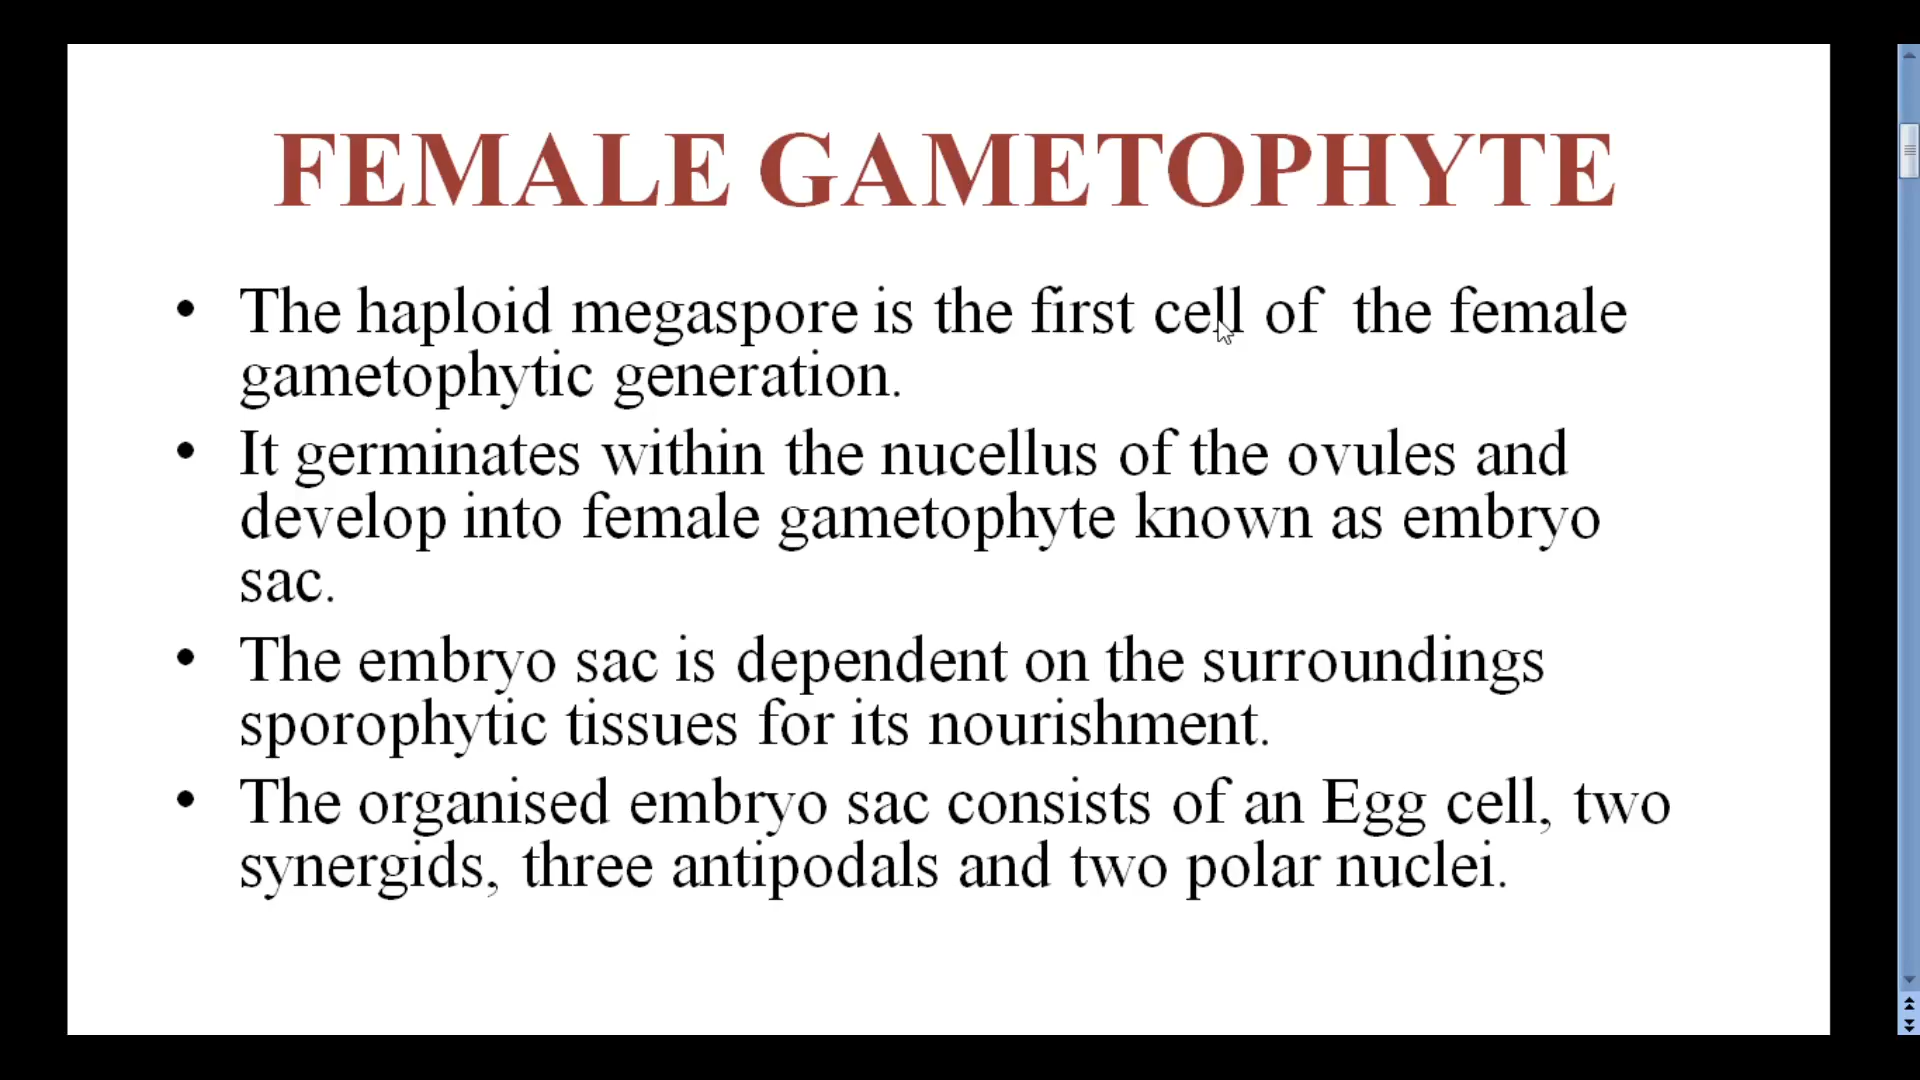 FEMALE GAMETOPHYTE
• The haploid megaspore is the first cell of the female
gametophytic generation.
• It germinates within the nucellus of the ovules and
develop into female gametophyte known as embryo
sac.
• The embryo sac is dependent on the surroundings
sporophytic tissues for its nourishment.
• The organised embryo sac consists of an Egg cell, two
synergids, three antipodals and two polar nuclei.